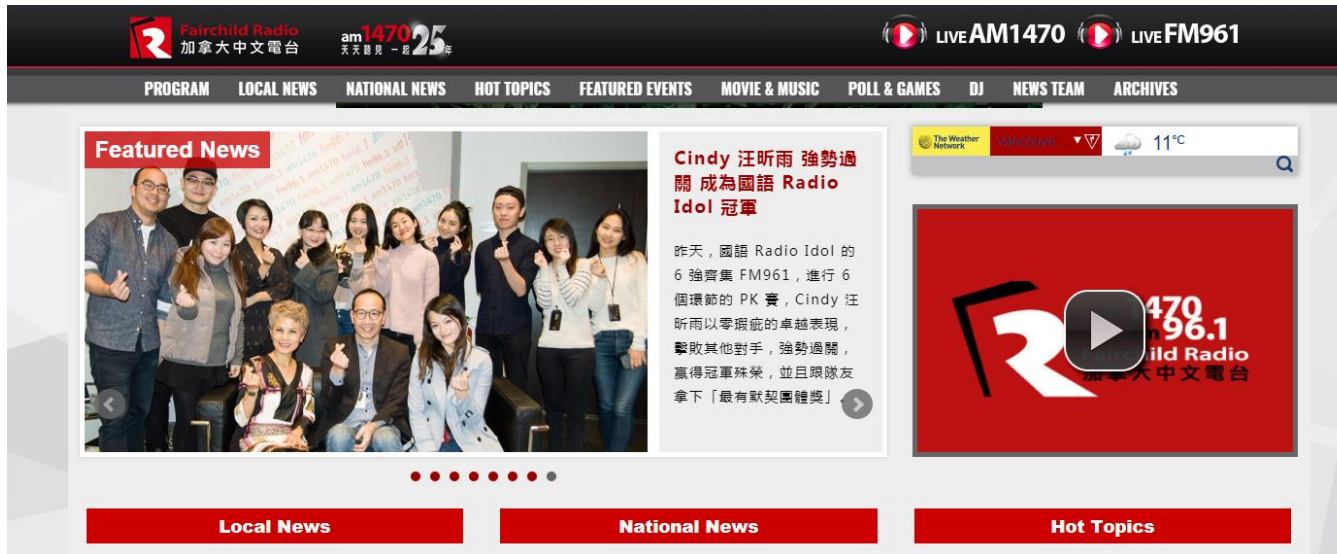 Fairchild Radio
加拿大中文電台
am1470 25年
天天聽見 一起
LIVE AM1470
LIVE FM961
PROGRAM LOCAL NEWS NATIONAL NEWS HOT TOPICS FEATURED EVENTS MOVIE & MUSIC POLL & GAMES DJ NEWS TEAM ARCHIVES
Featured News
Cindy 汪昕雨 強勢過
關 成為國語 Radio
Idol 冠軍
昨天，國語 Radio Idol 的
6 強齊集 FM961，進行 6
個環節的 PK 賽，Cindy 汪
昕雨以零瑕疵的卓越表現，
擊敗其他對手，強勢過關，
贏得冠軍殊榮，並且跟隊友
拿下「最有默契團體獎」
The Weather
Network
Vancouve..
11°C
1470
96.1
ild Radio
加拿大中文電台
Local News
National News
Hot Topics